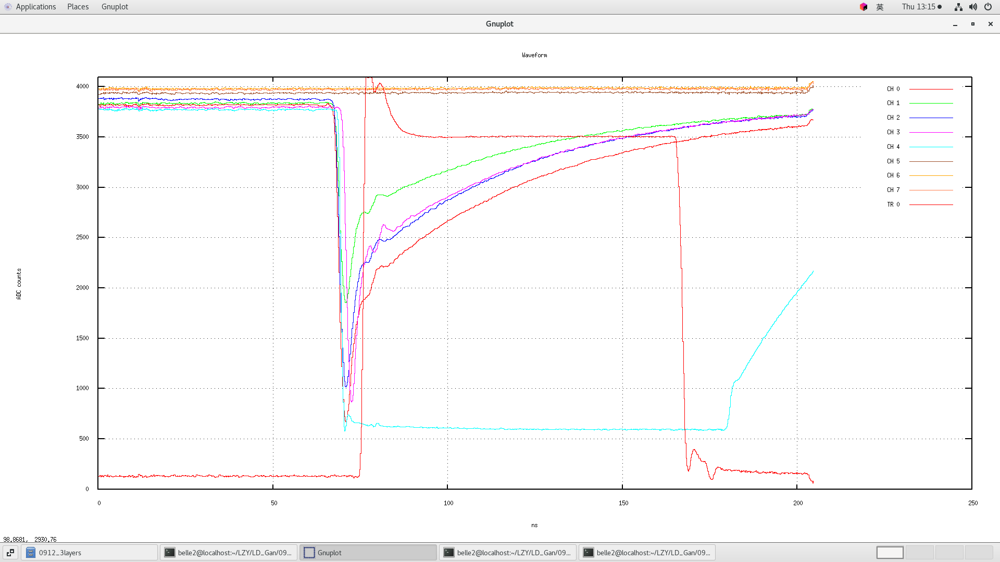 Applications Places Gnuplot 英 Thu 13:15
Gnuplot
Waveform
4000
3500
3000
2500
2000
1500
1000
500
0
ADC counts
CH 0
CH 1
CH 2
CH 3
CH 4
CH 5
CH 6
CH 7
TR 0
0 50 100 150 200 250
ns
98.8681, 2930.76
0912_3layers belle2@localhost:~/LZY/LD_Gan/09... Gnuplot belle2@localhost:~/LZY/LD_Gan/09... belle2@localhost:~/LZY/LD_Gan/09...